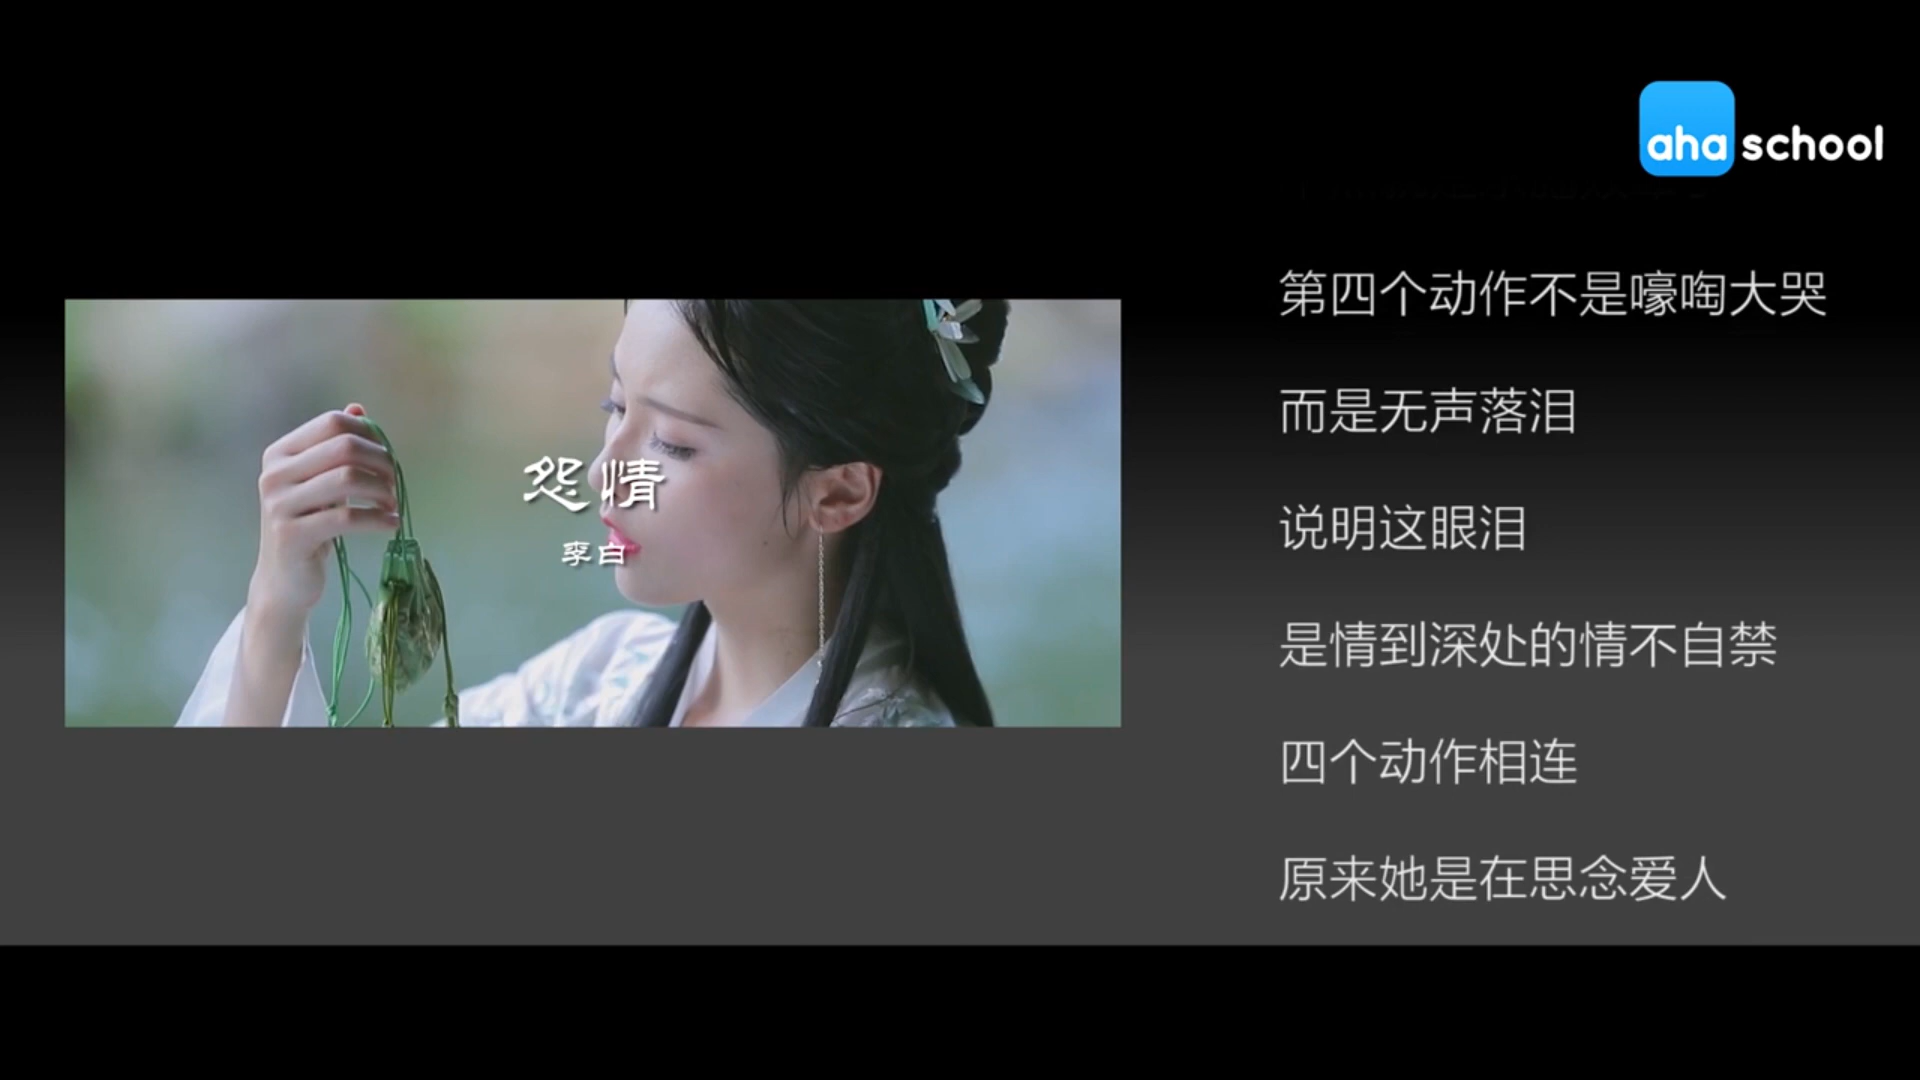 aha school
怨情
李白
第四个动作不是嚎啕大哭
而是无声落泪
说明这眼泪
是情到深处的情不自禁
四个动作相连
原来她是在思念爱人